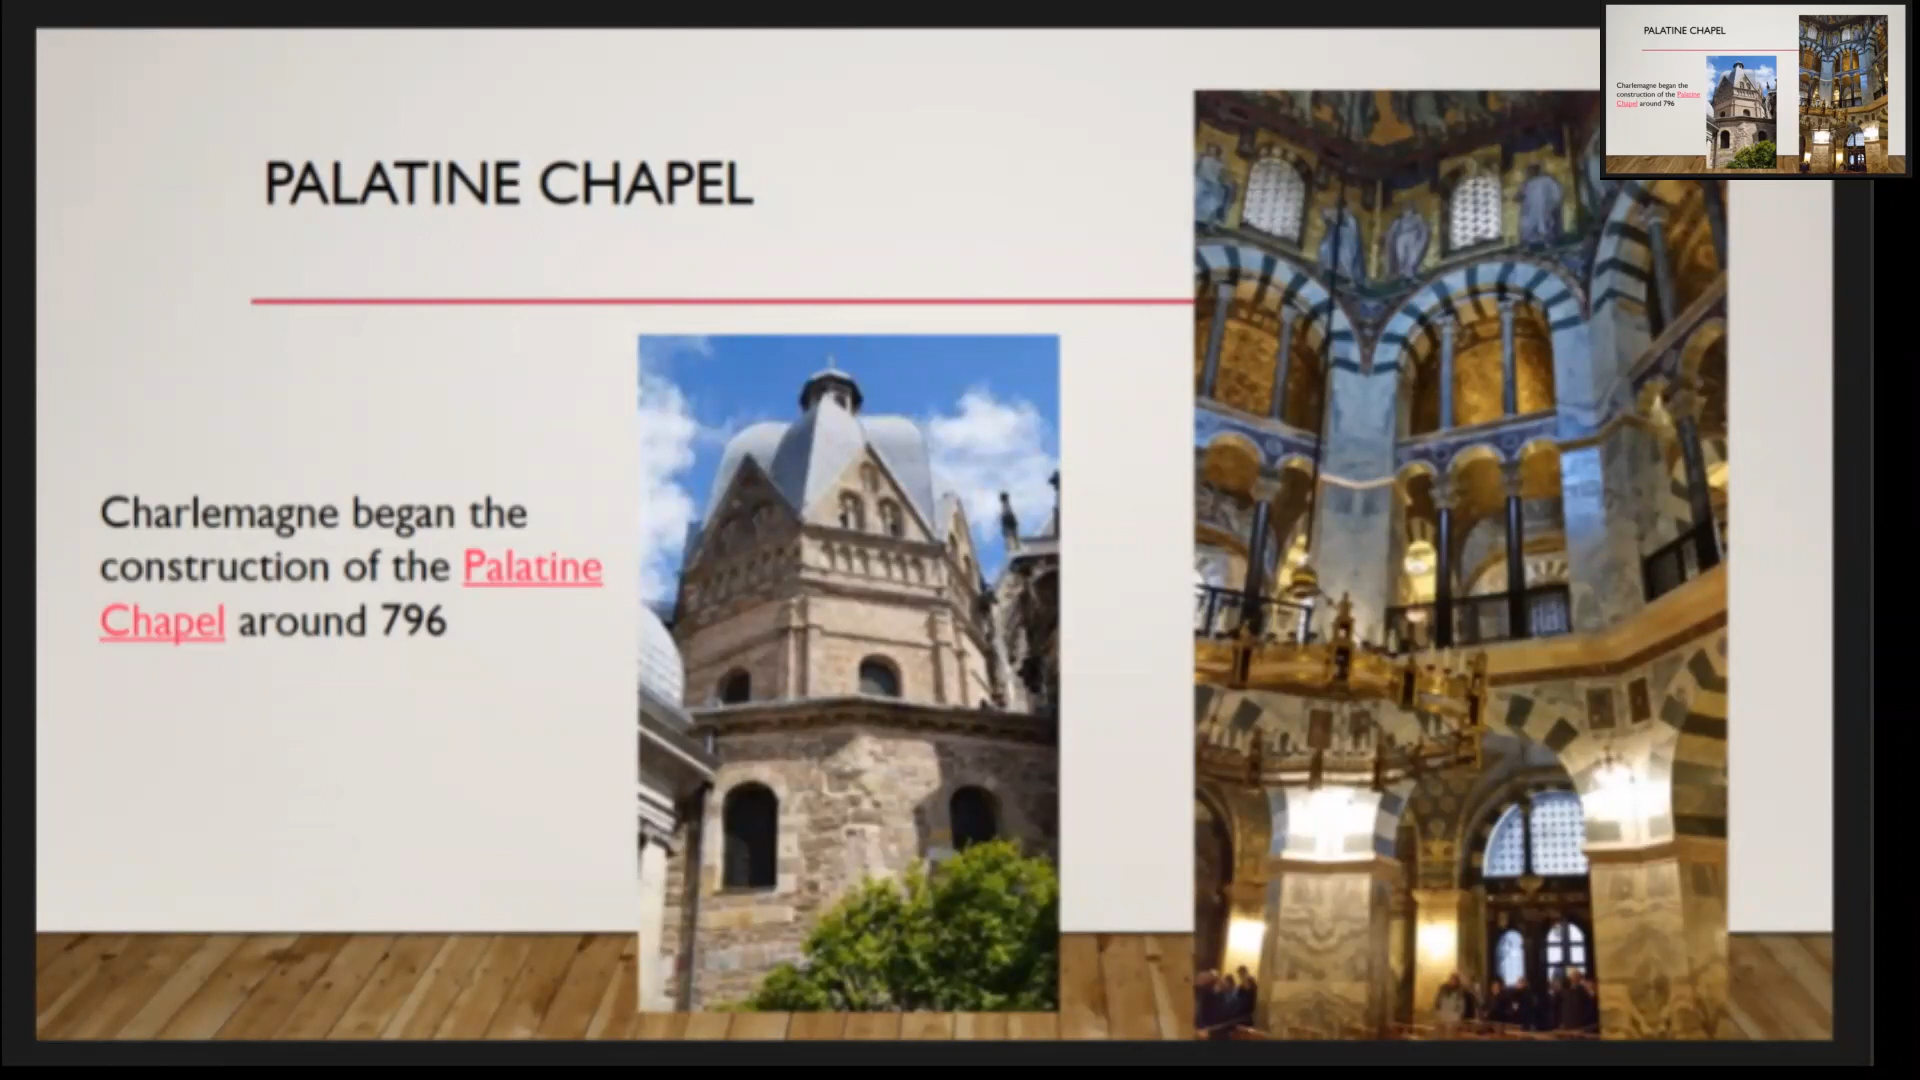 PALATINE CHAPEL
Charlemagne began the
construction of the Palatine
Chapel around 796
PALATINE CHAPEL
Charlemagne began the
construction of the Palatine
Chapel around 796